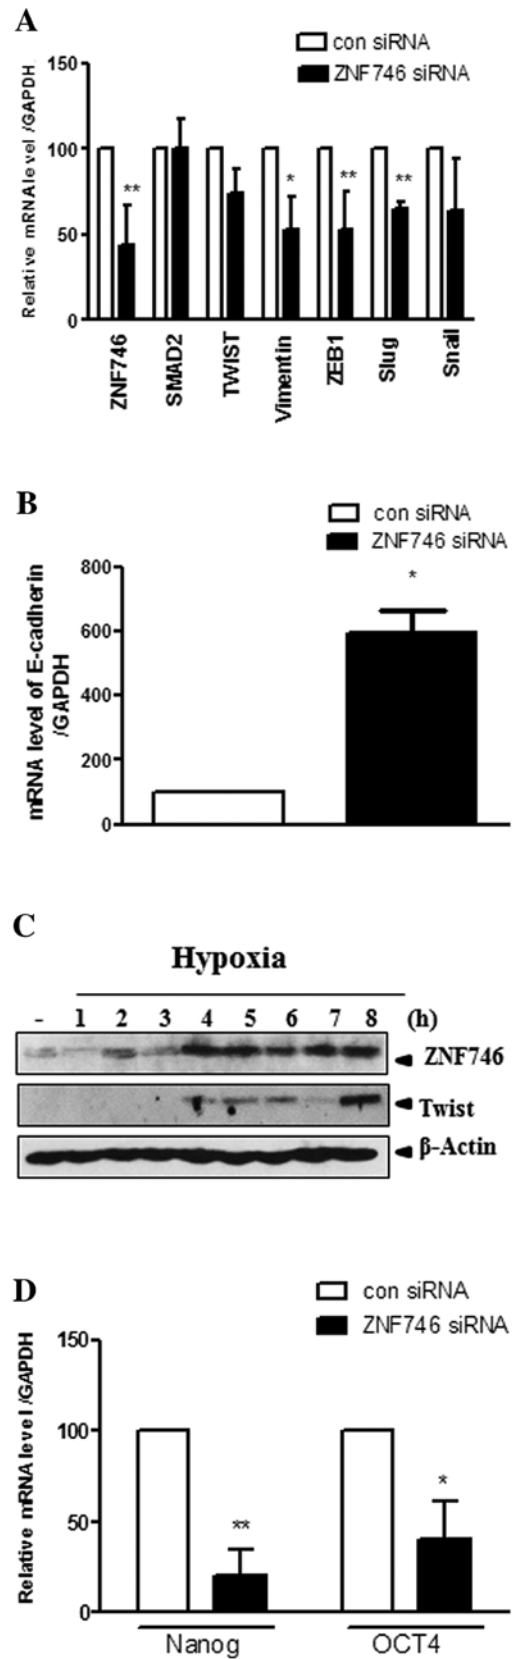 A
con siRNA
ZNF746 siRNA
Relative mRNA level /GAPDH.
150
100
50
0
**
*
**
**
ZNF746
SMAD2
TWIST
Vimentin
ZEB1
Slug
Snail
B
con siRNA
ZNF746 siRNA
mRNA level of E-cadherin
/GAPDH
800
600
400
200
0
*
C
Hypoxia
- 1 2 3 4 5 6 7 8 (h)
ZNF746
Twist
β-Actin
D
con siRNA
ZNF746 siRNA
Relative mRNA level /GAPDH
150
100
50
0
**
*
Nanog
OCT4